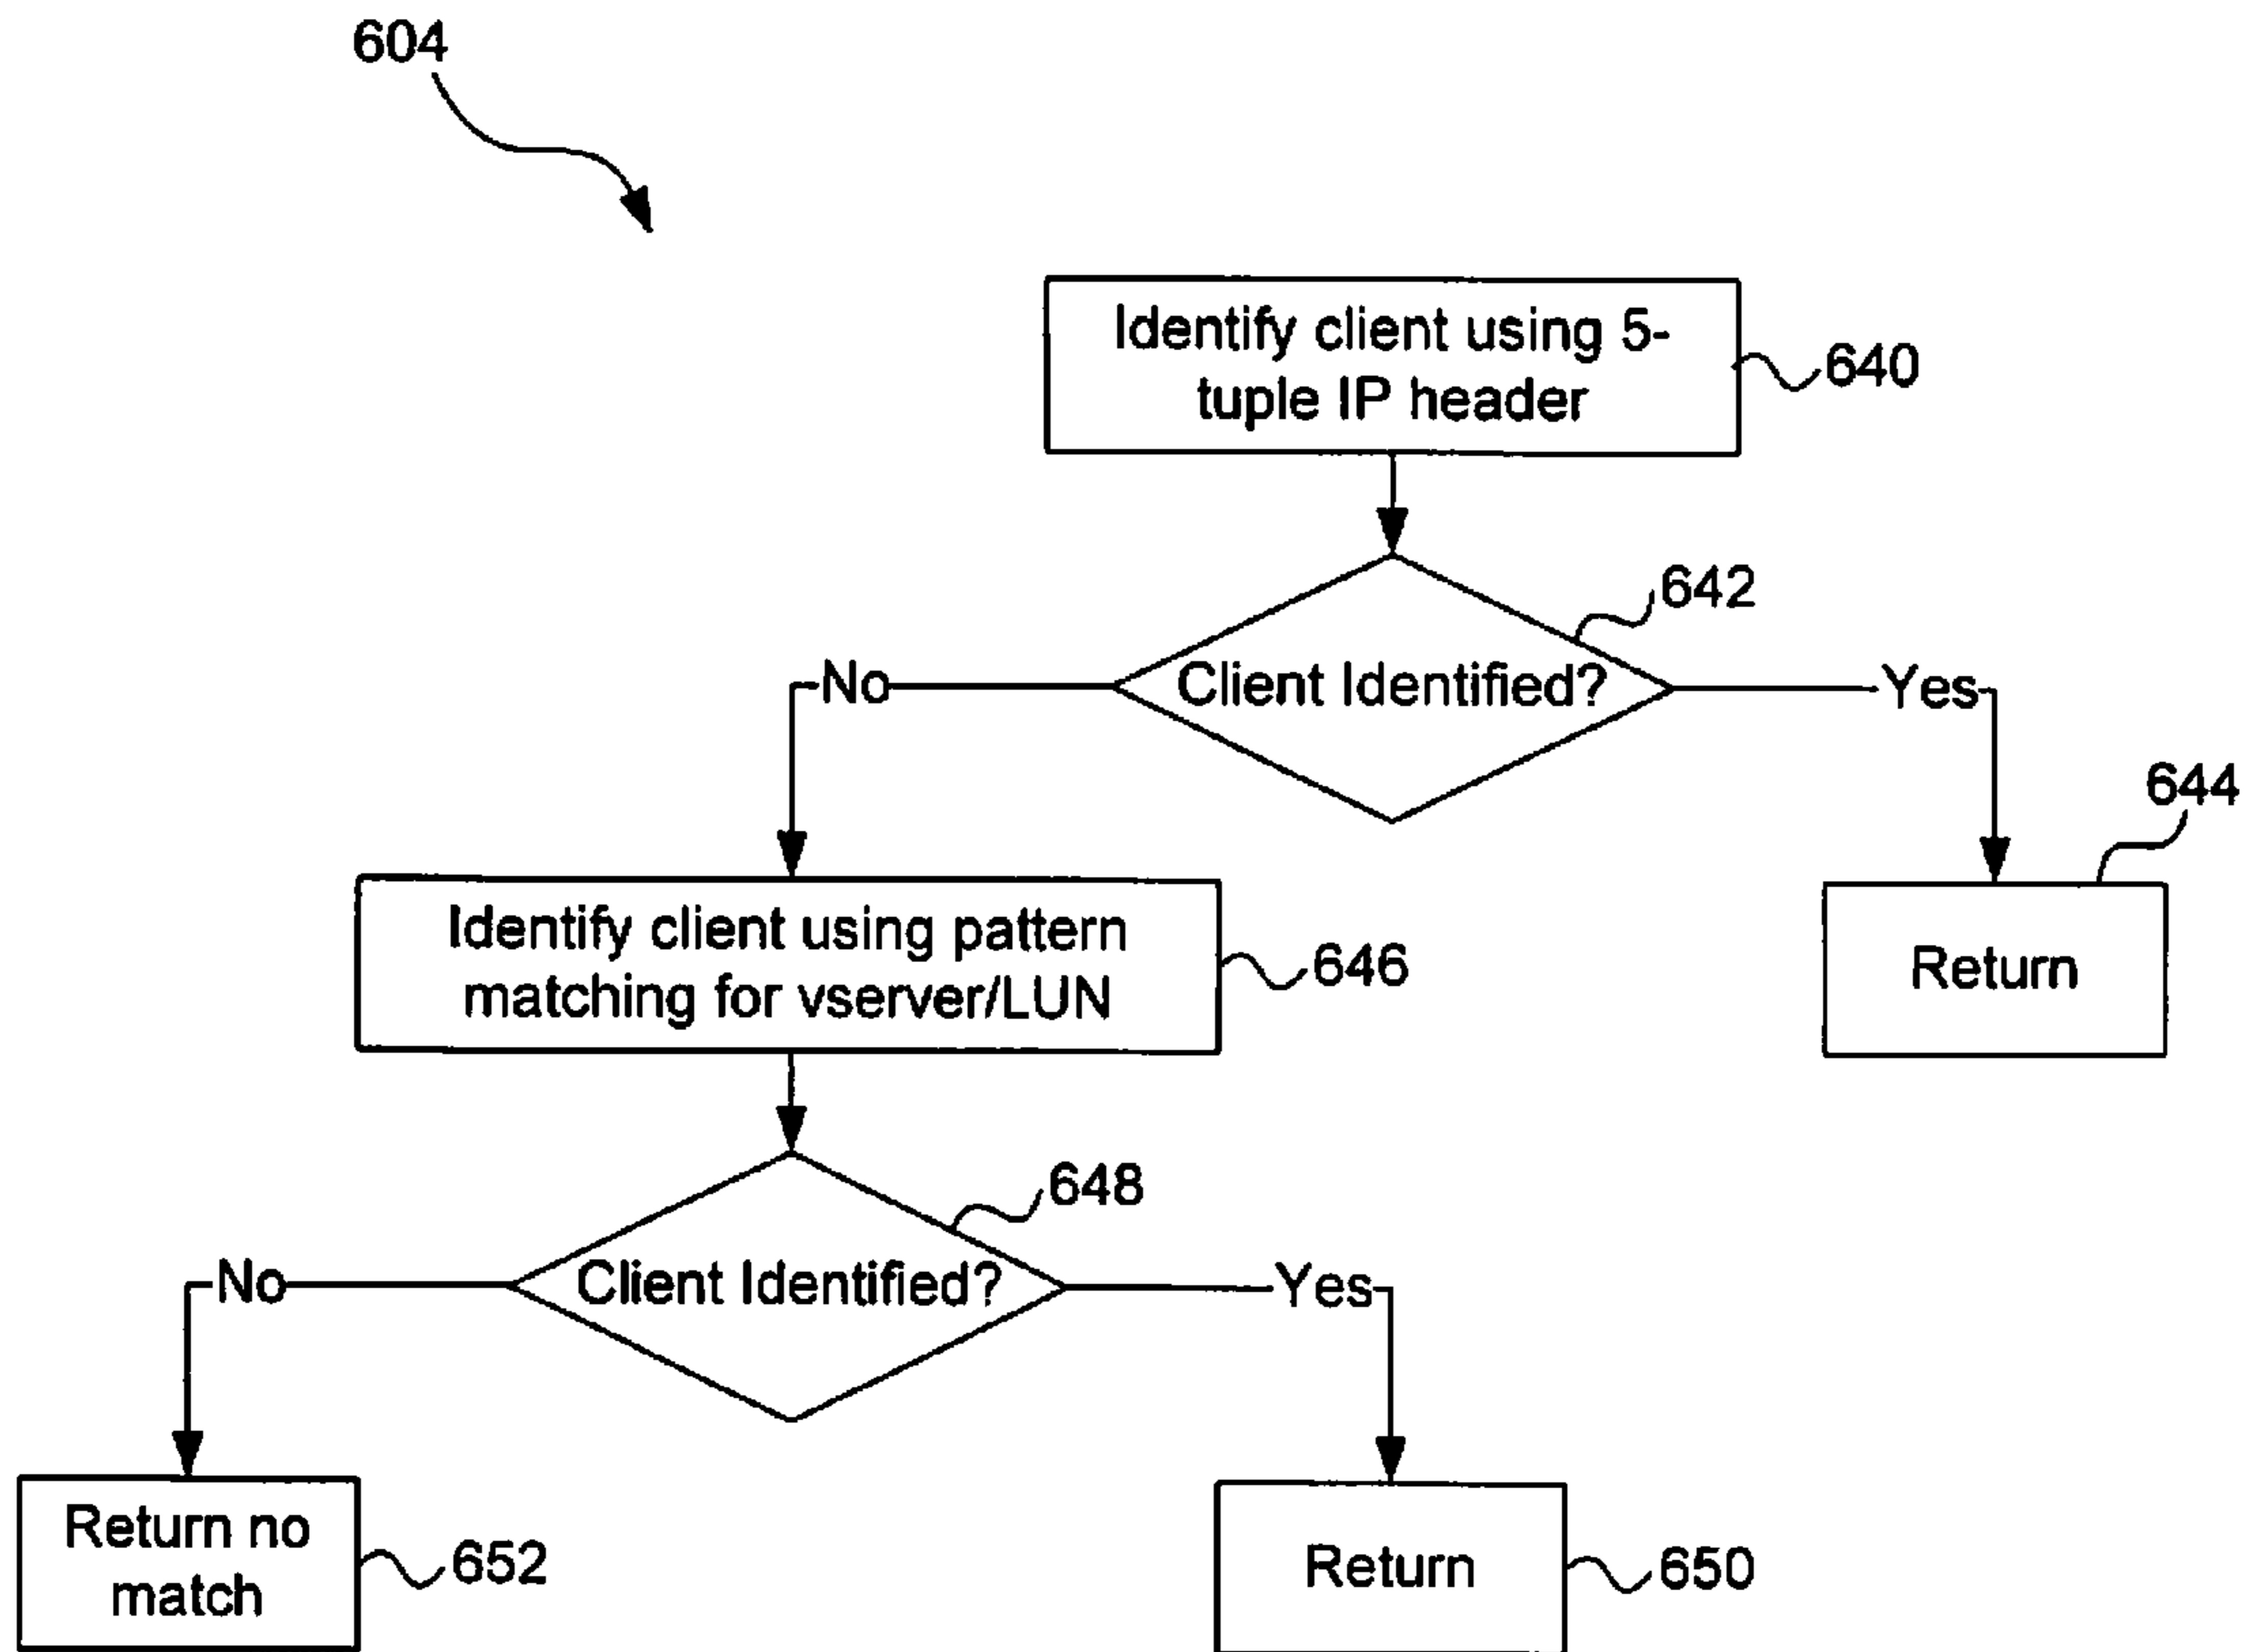 604
Identify client using 5-
tuple IP header
640
642
Client Identified?
No
Yes
644
Return
Identify client using pattern
matching for vserver/LUN
646
648
Client Identified?
No
Yes
Return no
match
652
Return
650